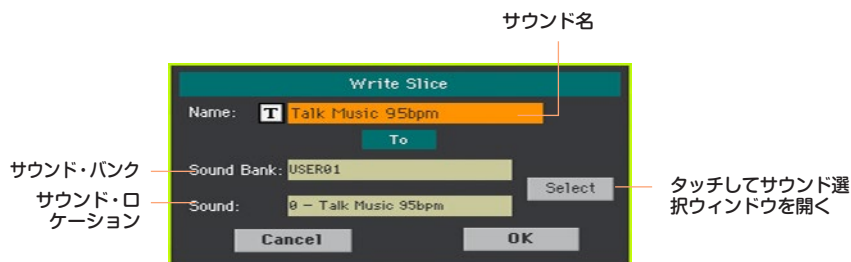 サウンド名
Write Slice
Name: T Talk Music 95bpm
To
サウンド・バンク
Sound Bank: USER01
Select
タッチしてサウンド選
択ウィンドウを開く
サウンド・ロ
ケーション
Sound: 0 – Talk Music 95bpm
Cancel
OK